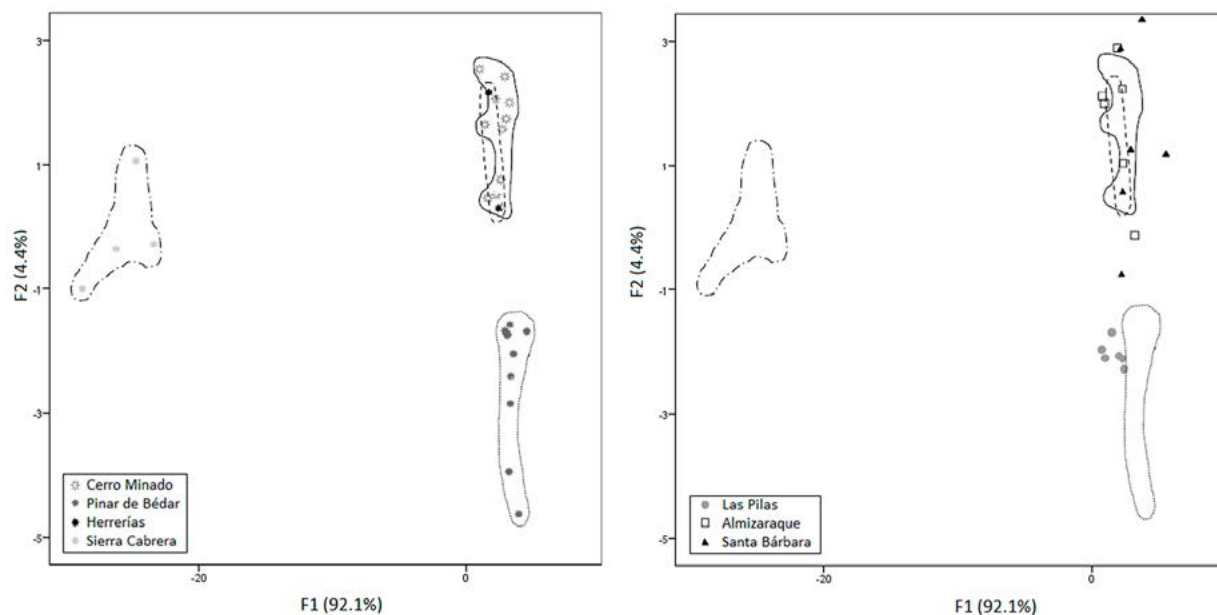 3
1
-1
-3
-5
F2 (4.4%)
Cerro Minado
Pinar de Bédar
Herrerías
Sierra Cabrera
-20
0
F1 (92.1%)
3
1
-1
-3
-5
F2 (4.4%)
Las Pilas
Almizaraque
Santa Bárbara
-20
0
F1 (92.1%)